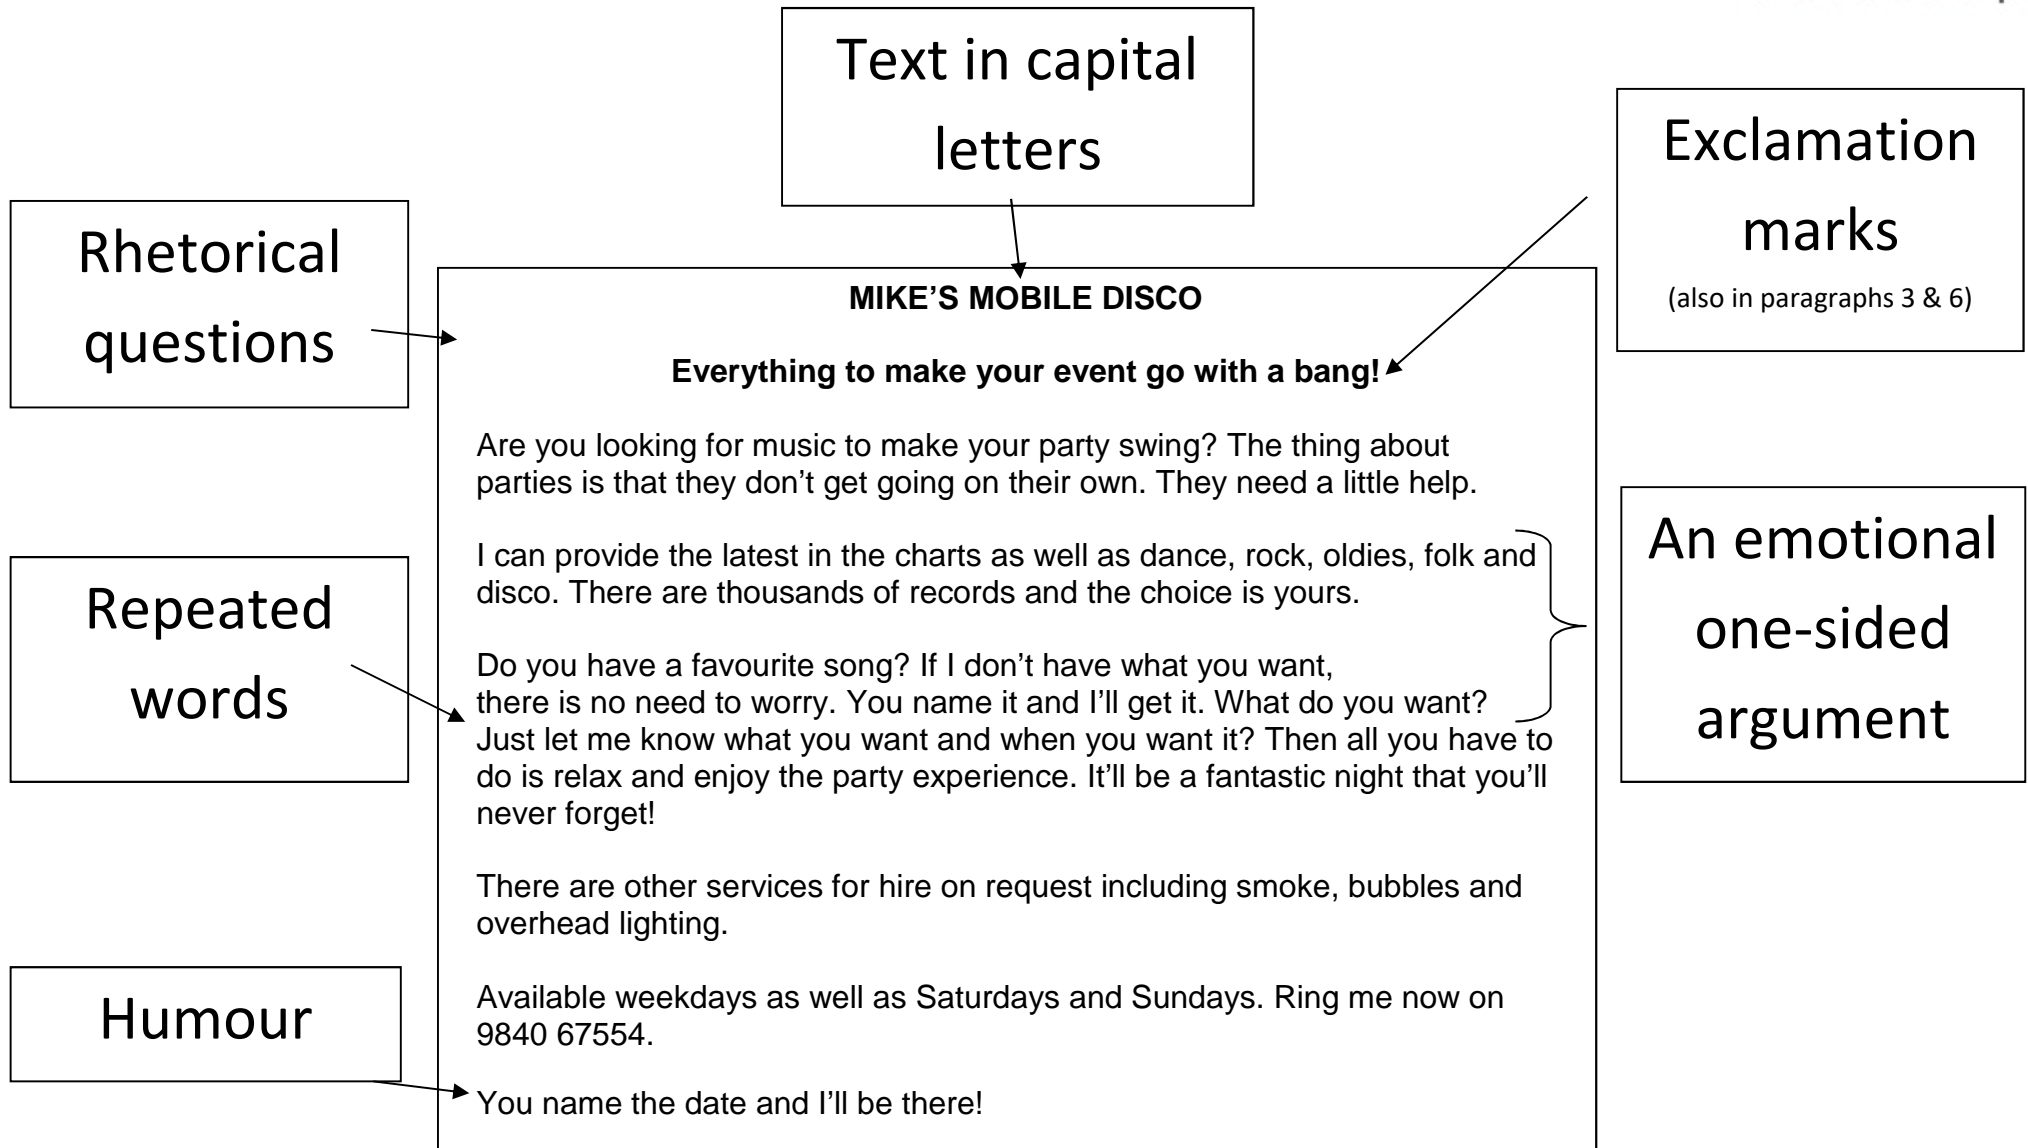 Text in capital
letters
Exclamation
marks
(also in paragraphs 3 & 6)
Rhetorical
questions
MIKE’S MOBILE DISCO
Everything to make your event go with a bang!
Are you looking for music to make your party swing? The thing about
parties is that they don’t get going on their own. They need a little help.
An emotional
one-sided
argument
I can provide the latest in the charts as well as dance, rock, oldies, folk and
disco. There are thousands of records and the choice is yours.
Repeated
words
Do you have a favourite song? If I don’t have what you want,
there is no need to worry. You name it and I’ll get it. What do you want?
Just let me know what you want and when you want it? Then all you have to
do is relax and enjoy the party experience. It’ll be a fantastic night that you’ll
never forget!
There are other services for hire on request including smoke, bubbles and
overhead lighting.
Humour
Available weekdays as well as Saturdays and Sundays. Ring me now on
9840 67554.
You name the date and I’ll be there!